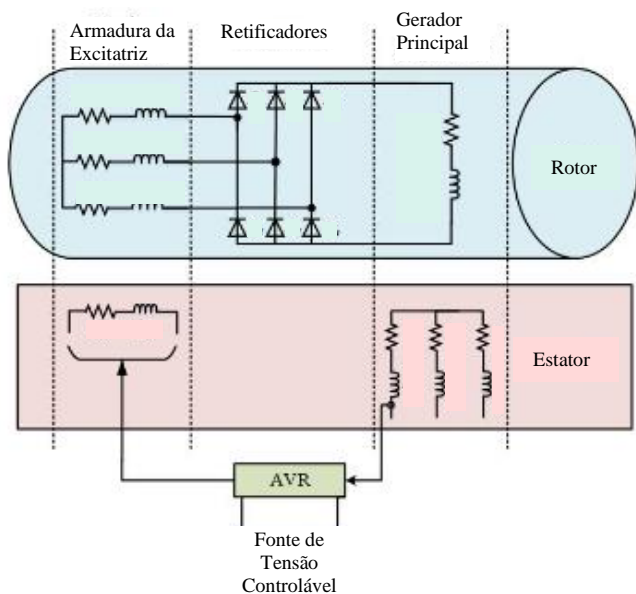 Armadura da
Excitatriz
Retificadores
Gerador
Principal
Rotor
Estator
AVR
Fonte de
Tensão
Controlável